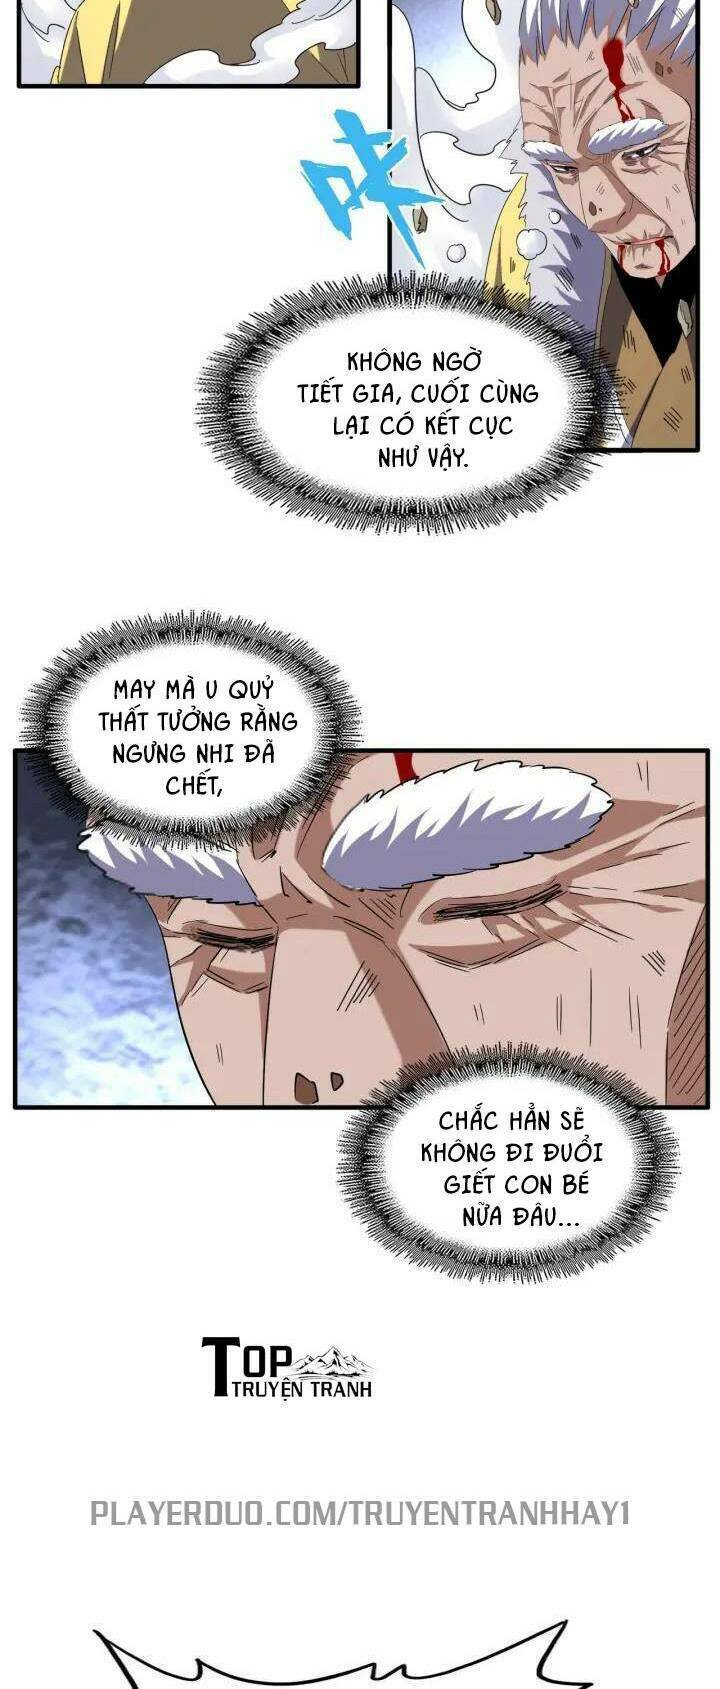 咔
KHÔNG NGỜ
TIẾT GIA, CUỐI CÙNG
LẠI CÓ KẾT CỤC
NHƯ VẬY.
MAY MÀ U QUỶ
THẤT TƯỞNG RẰNG
NGƯNG NHI ĐÃ
CHẾT,
CHẮC HẲN SẼ
KHÔNG ĐI ĐUỔI
GIẾT CON BÉ
NỮA ĐÂU...
TOP
TRUYỆN TRANH
PLAYERDUO.COM/TRUYENTRANHHAY1